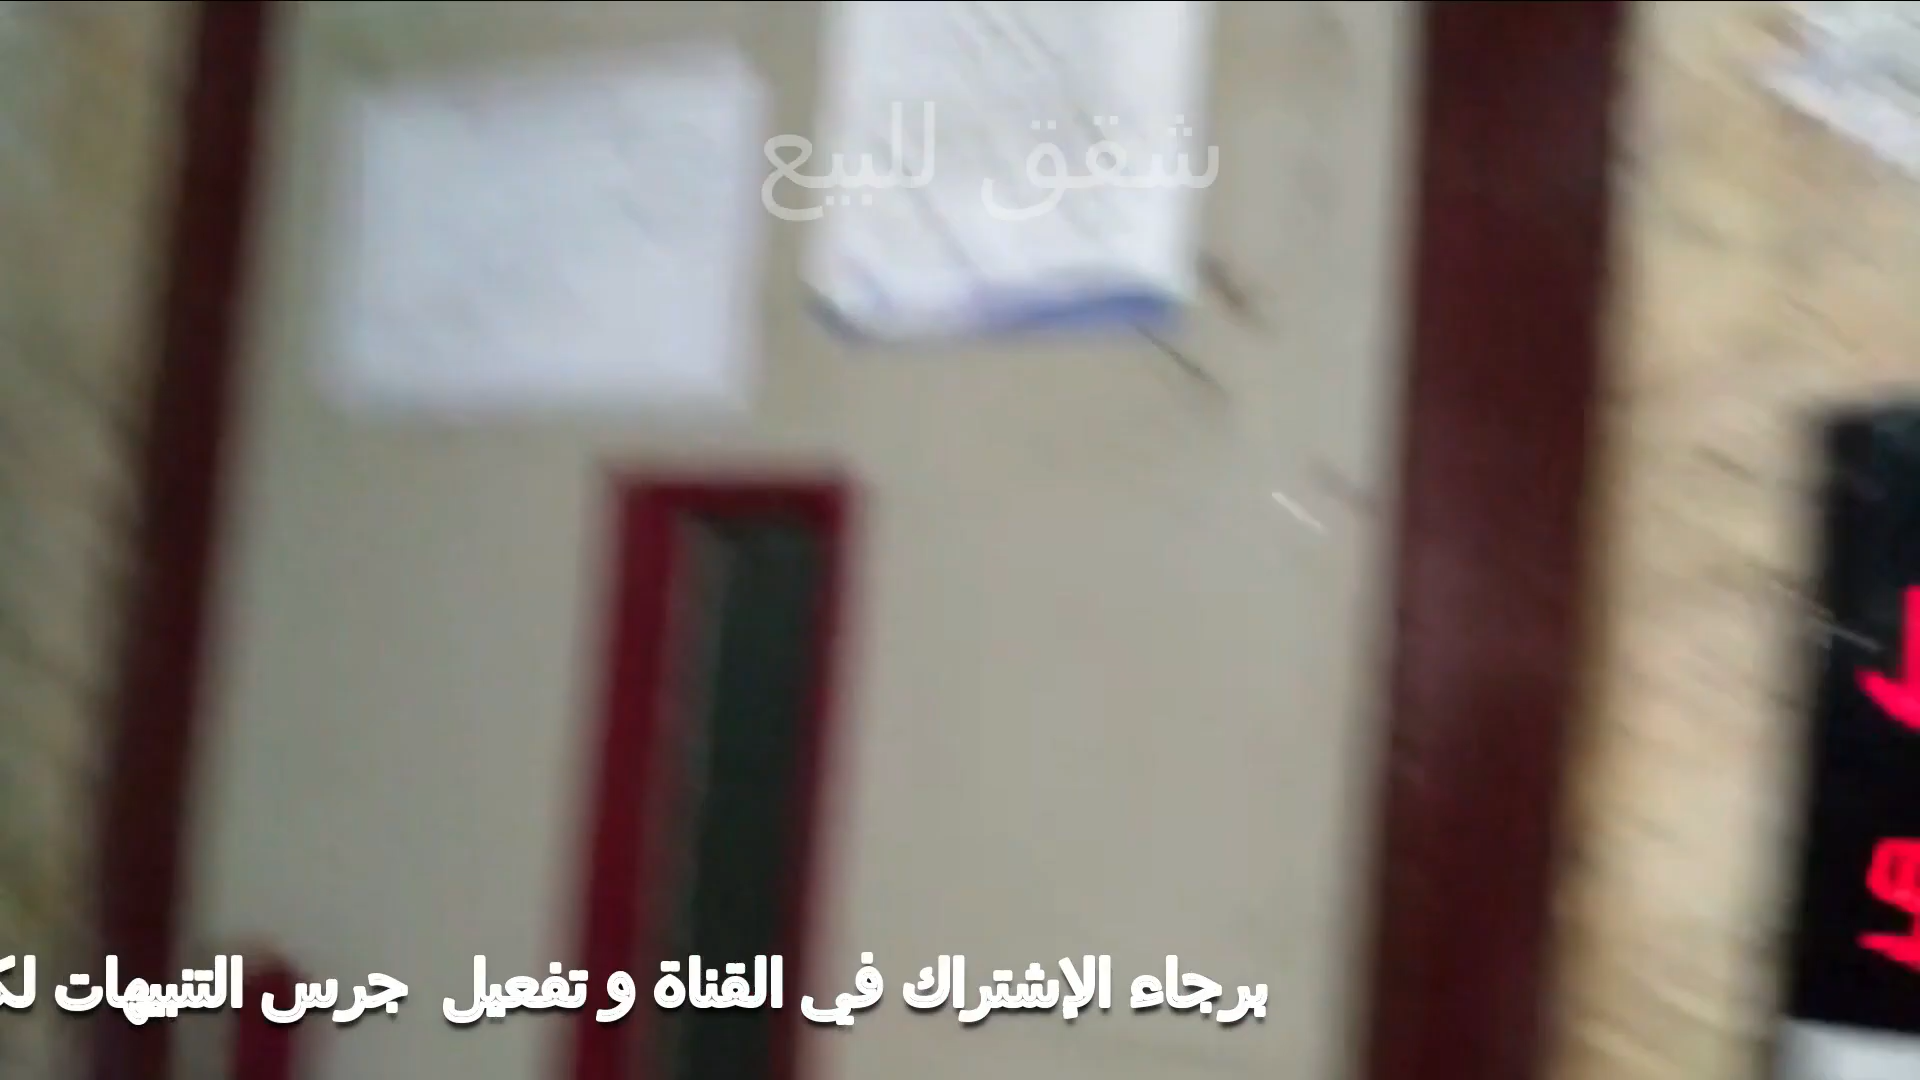 شقق للبيع
برجاء الإشتراك في القناة و تفعيل جرس التنبيهات